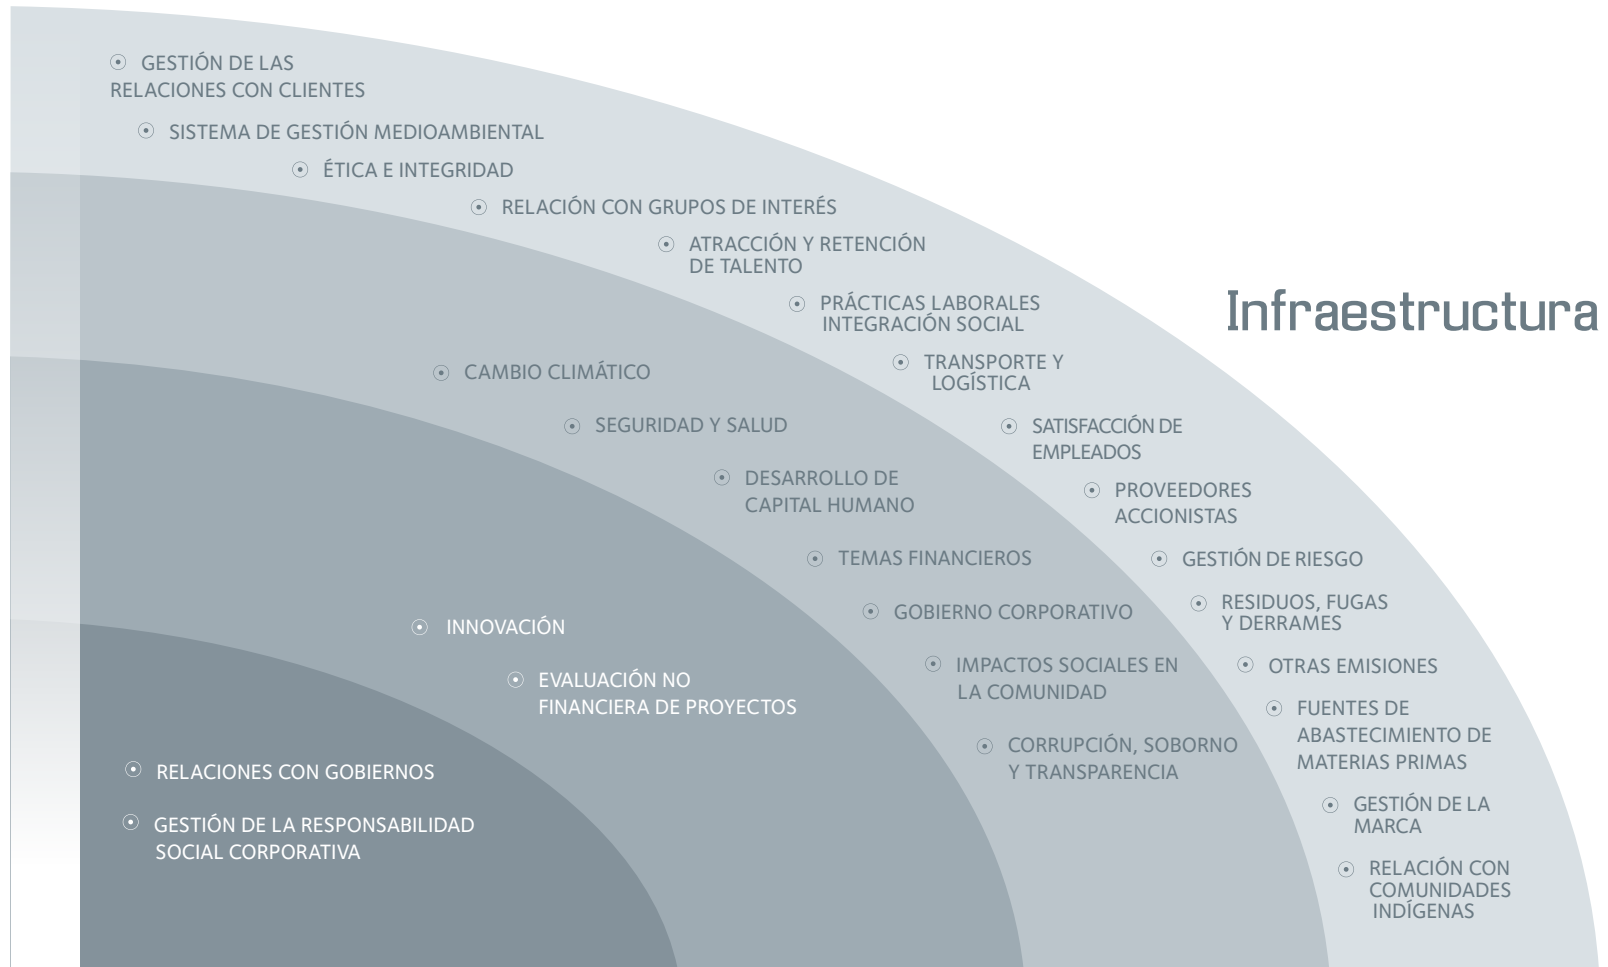 GESTIÓN DE LAS
RELACIONES CON CLIENTES
SISTEMA DE GESTIÓN MEDIOAMBIENTAL
ÉTICA E INTEGRIDAD
RELACIÓN CON GRUPOS DE INTERÉS
ATRACCIÓN Y RETENCIÓN
DE TALENTO
PRÁCTICAS LABORALES
INTEGRACIÓN SOCIAL
TRANSPORTE Y
LOGÍSTICA
SATISFACCIÓN DE
EMPLEADOS
PROVEEDORES
ACCIONISTAS
GESTIÓN DE RIESGO
RESIDUOS, FUGAS
Y DERRAMES
OTRAS EMISIONES
FUENTES DE
ABASTECIMIENTO DE
MATERIAS PRIMAS
GESTIÓN DE LA
MARCA
RELACIÓN CON
COMUNIDADES
INDÍGENAS
Infraestructura
CAMBIO CLIMÁTICO
SEGURIDAD Y SALUD
DESARROLLO DE
CAPITAL HUMANO
TEMAS FINANCIEROS
GOBIERNO CORPORATIVO
IMPACTOS SOCIALES EN
LA COMUNIDAD
CORRUPCIÓN, SOBORNO
Y TRANSPARENCIA
INNOVACIÓN
EVALUACIÓN NO
FINANCIERA DE PROYECTOS
RELACIONES CON GOBIERNOS
GESTIÓN DE LA RESPONSABILIDAD
SOCIAL CORPORATIVA